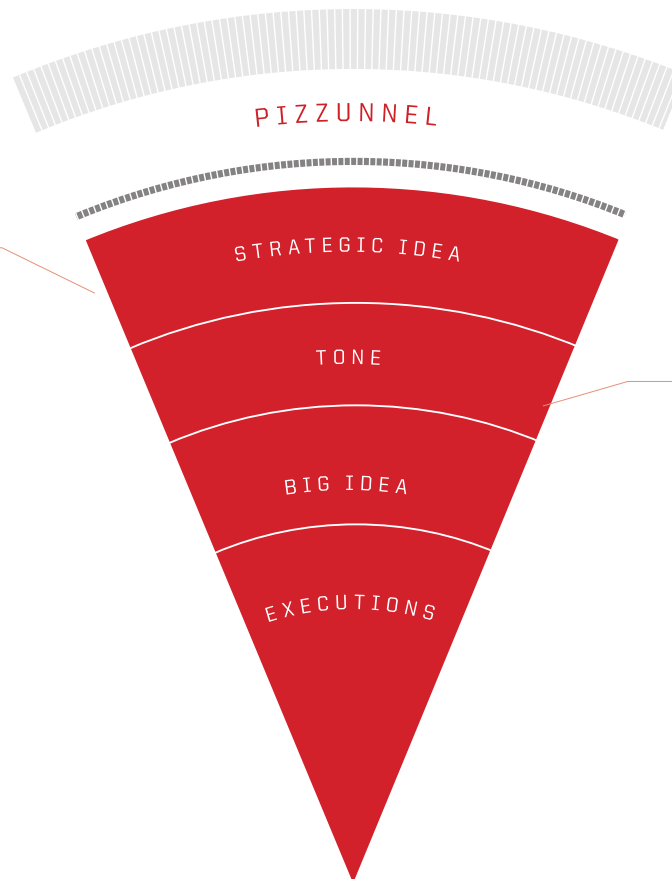 PIZZUNNEL
STRATEGIC IDEA
TONE
BIG IDEA
EXECUTIONS